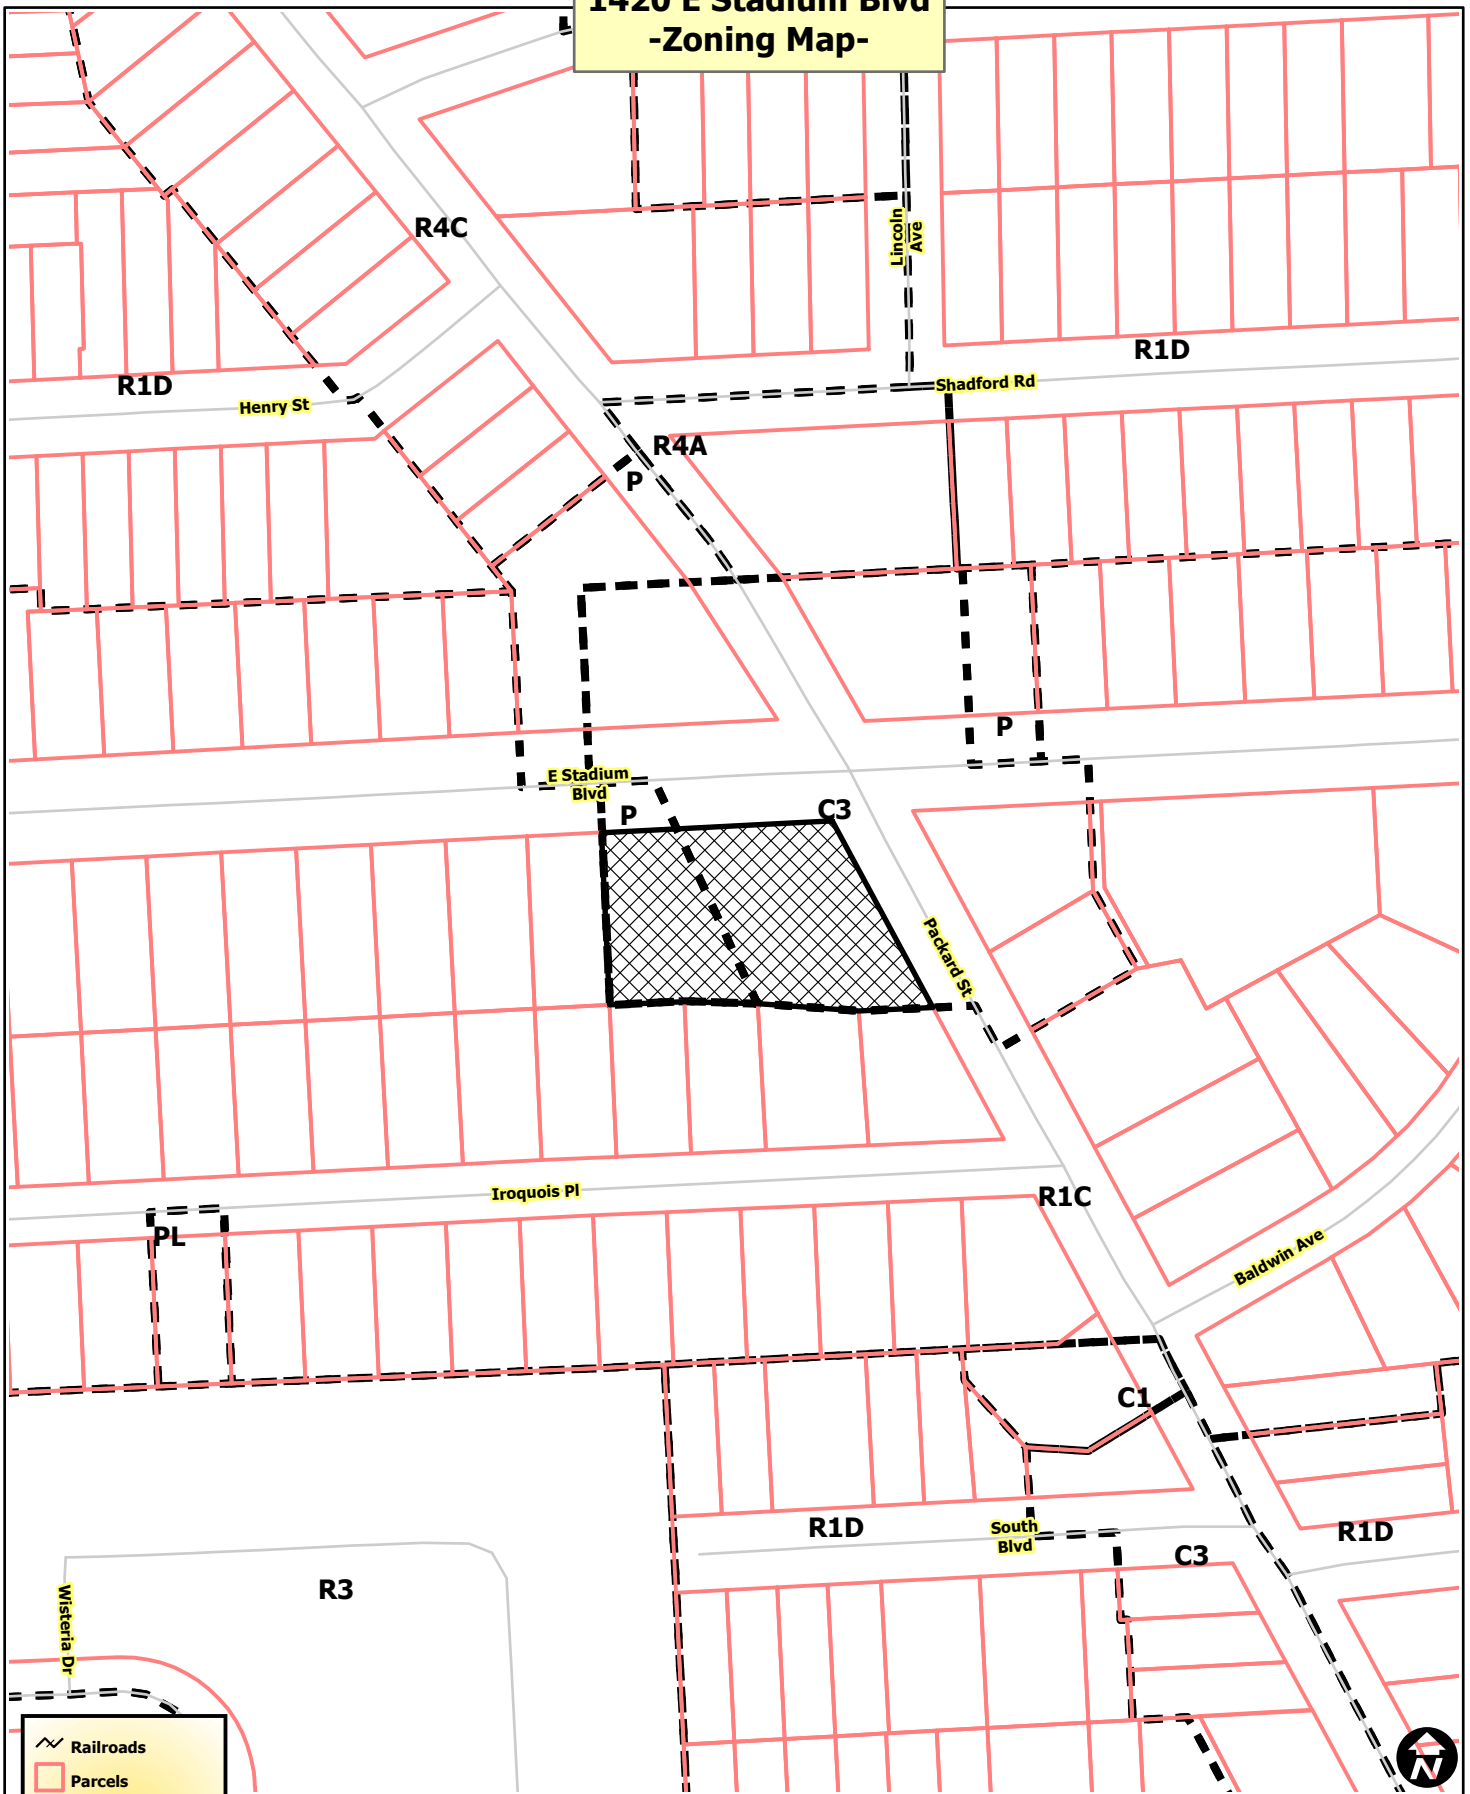 1420 E Stadium Blvd
-Zoning Map-
R4C
Lincoln
Ave
R1D
R1D
Shadford Rd
Henry St
R4A
P
P
E Stadium
Blvd
P
C3
Packard St
Iroquois Pl
R1C
PL
Baldwin Ave
C1
R1D
South
Blvd
R1D
C3
R3
Wisteria Dr
Railroads
Parcels
N